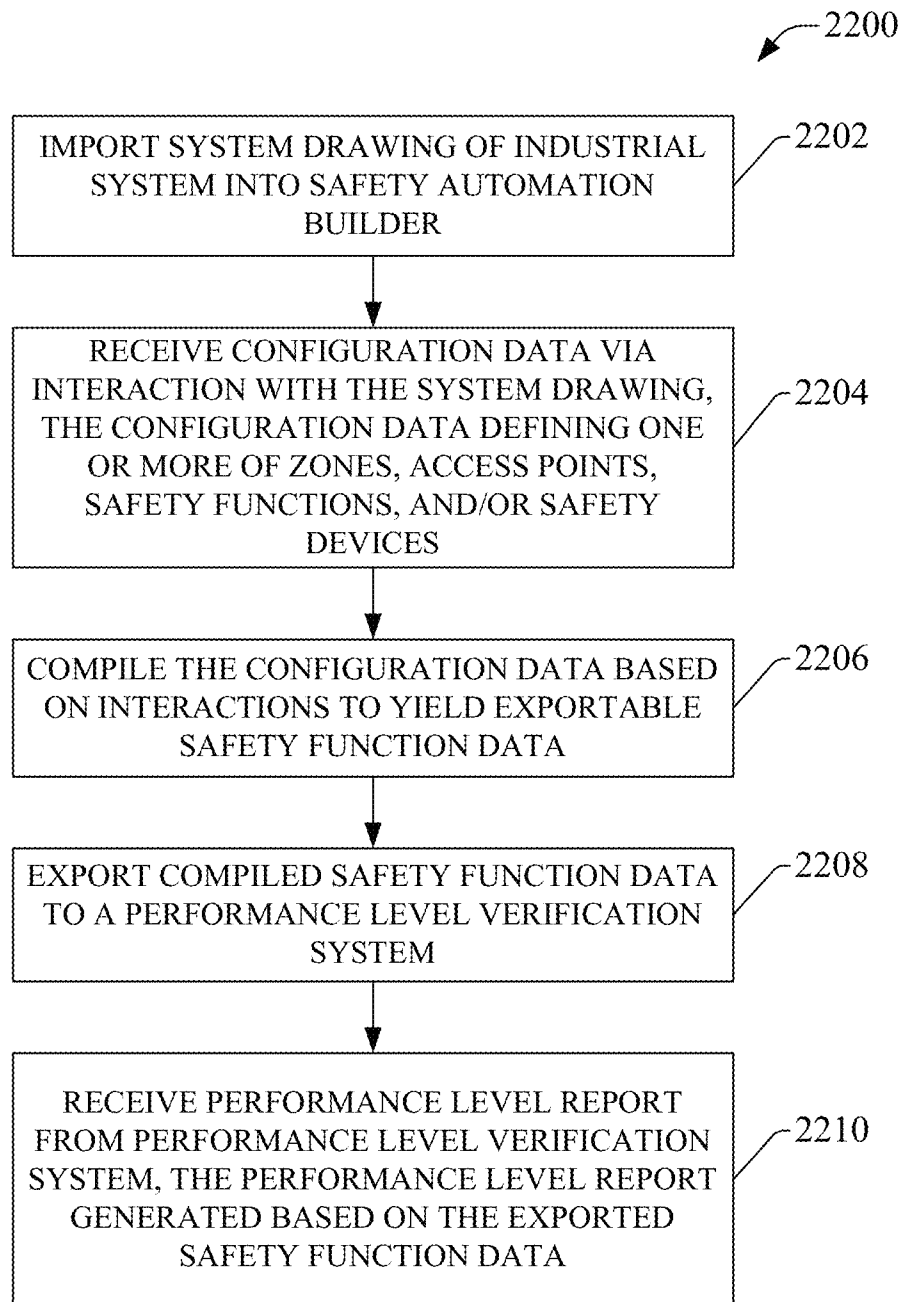 2200
IMPORT SYSTEM DRAWING OF INDUSTRIAL
SYSTEM INTO SAFETY AUTOMATION
BUILDER
2202
RECEIVE CONFIGURATION DATA VIA
INTERACTION WITH THE SYSTEM DRAWING,
THE CONFIGURATION DATA DEFINING ONE
OR MORE OF ZONES, ACCESS POINTS,
SAFETY FUNCTIONS, AND/OR SAFETY
DEVICES
2204
COMPILE THE CONFIGURATION DATA BASED
ON INTERACTIONS TO YIELD EXPORTABLE
SAFETY FUNCTION DATA
2206
EXPORT COMPILED SAFETY FUNCTION DATA
TO A PERFORMANCE LEVEL VERIFICATION
SYSTEM
2208
RECEIVE PERFORMANCE LEVEL REPORT
FROM PERFORMANCE LEVEL VERIFICATION
SYSTEM, THE PERFORMANCE LEVEL REPORT
GENERATED BASED ON THE EXPORTED
SAFETY FUNCTION DATA
2210